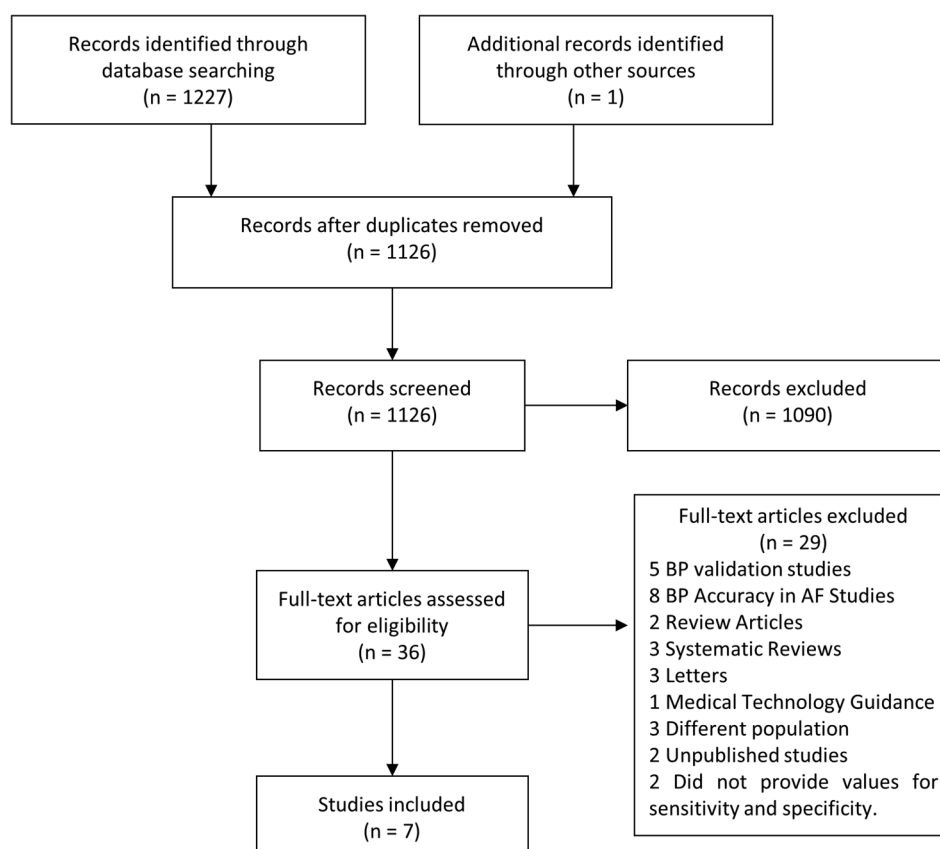 Records identified through
database searching
(n = 1227)
Additional records identified
through other sources
(n = 1)
Records after duplicates removed
(n = 1126)
Records screened
(n = 1126)
Records excluded
(n = 1090)
Full-text articles assessed
for eligibility
(n = 36)
Full-text articles excluded
(n = 29)
5 BP validation studies
8 BP Accuracy in AF Studies
2 Review Articles
3 Systematic Reviews
3 Letters
1 Medical Technology Guidance
3 Different population
2 Unpublished studies
2 Did not provide values for
sensitivity and specificity.
Studies included
(n = 7)